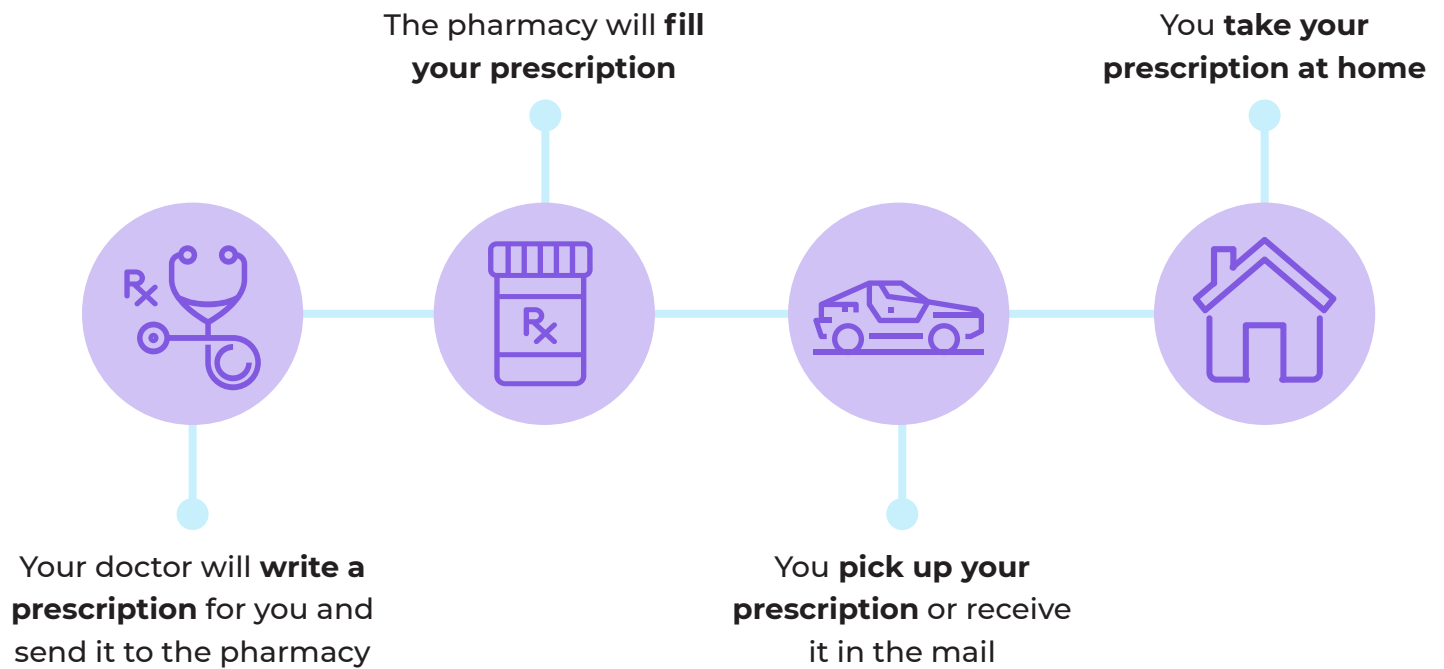 Your doctor will write a
prescription for you and
send it to the pharmacy
Rx
The pharmacy will fill
your prescription
Rx
You pick up your
prescription or receive
it in the mail
You take your
prescription at home